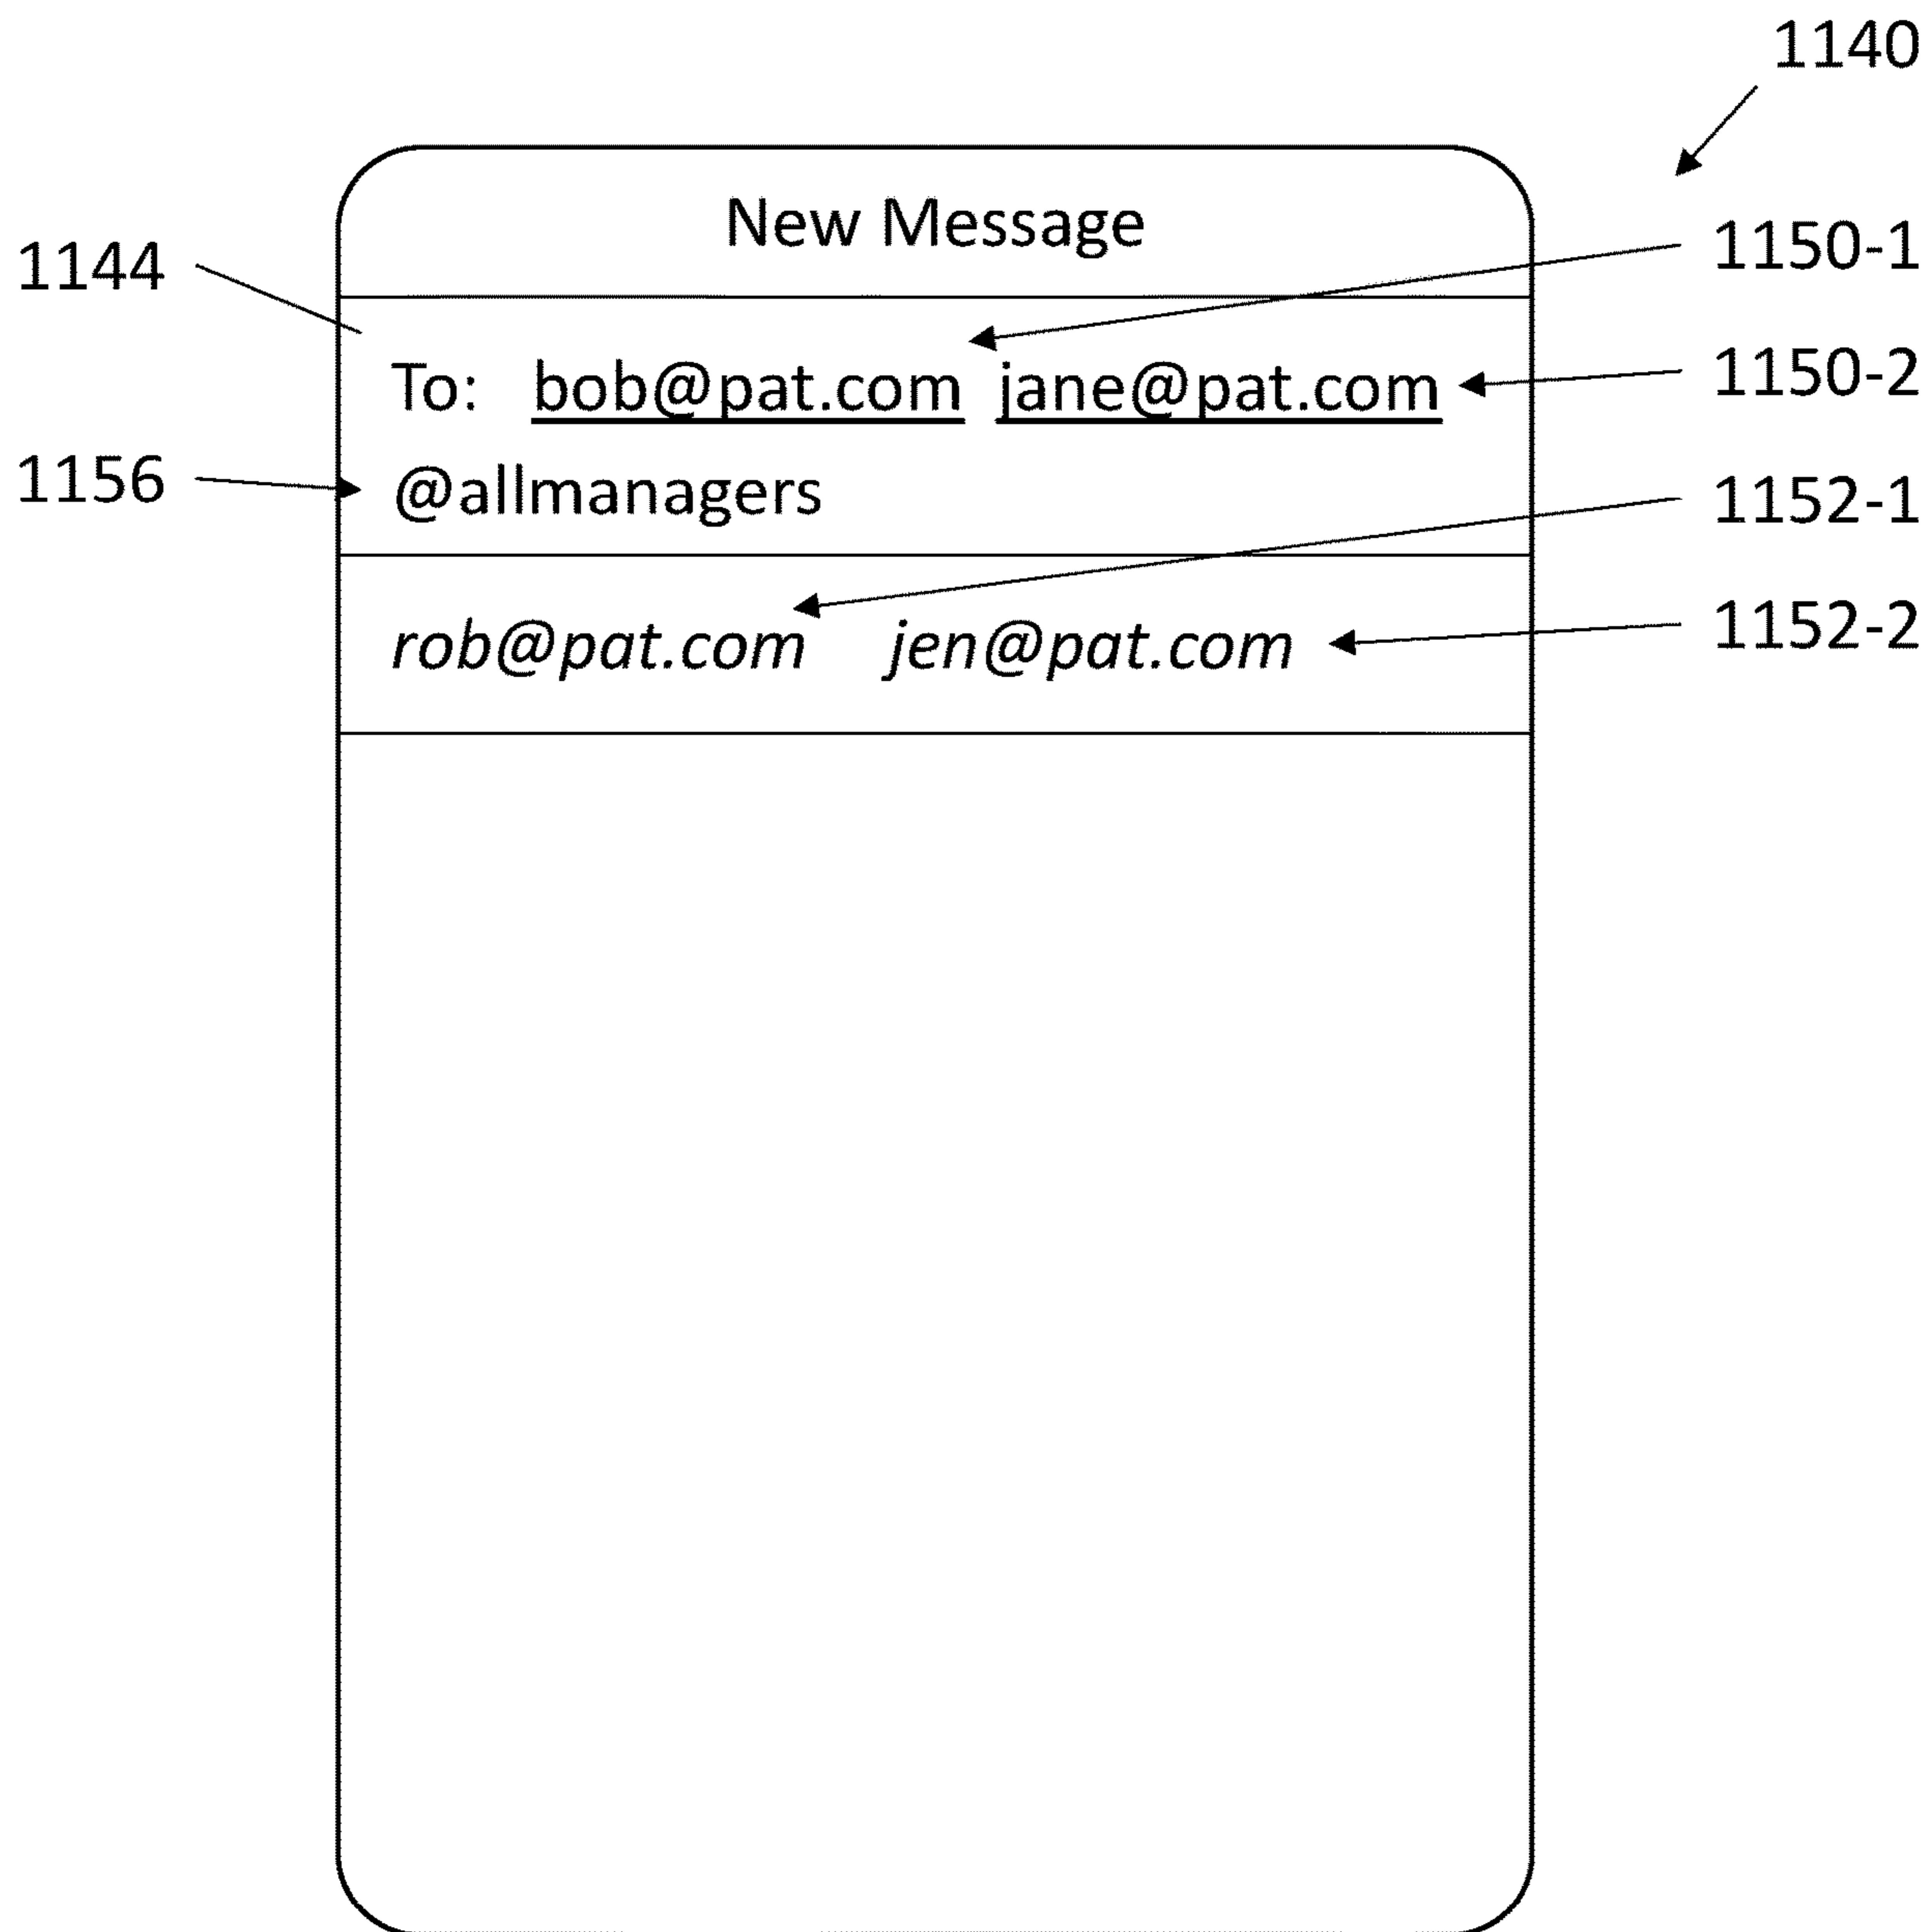 1140
New Message
1144
1150-1
To: bob@pat.com jane@pat.com
1150-2
1156
@allmanagers
1152-1
rob@pat.com jen@pat.com
1152-2